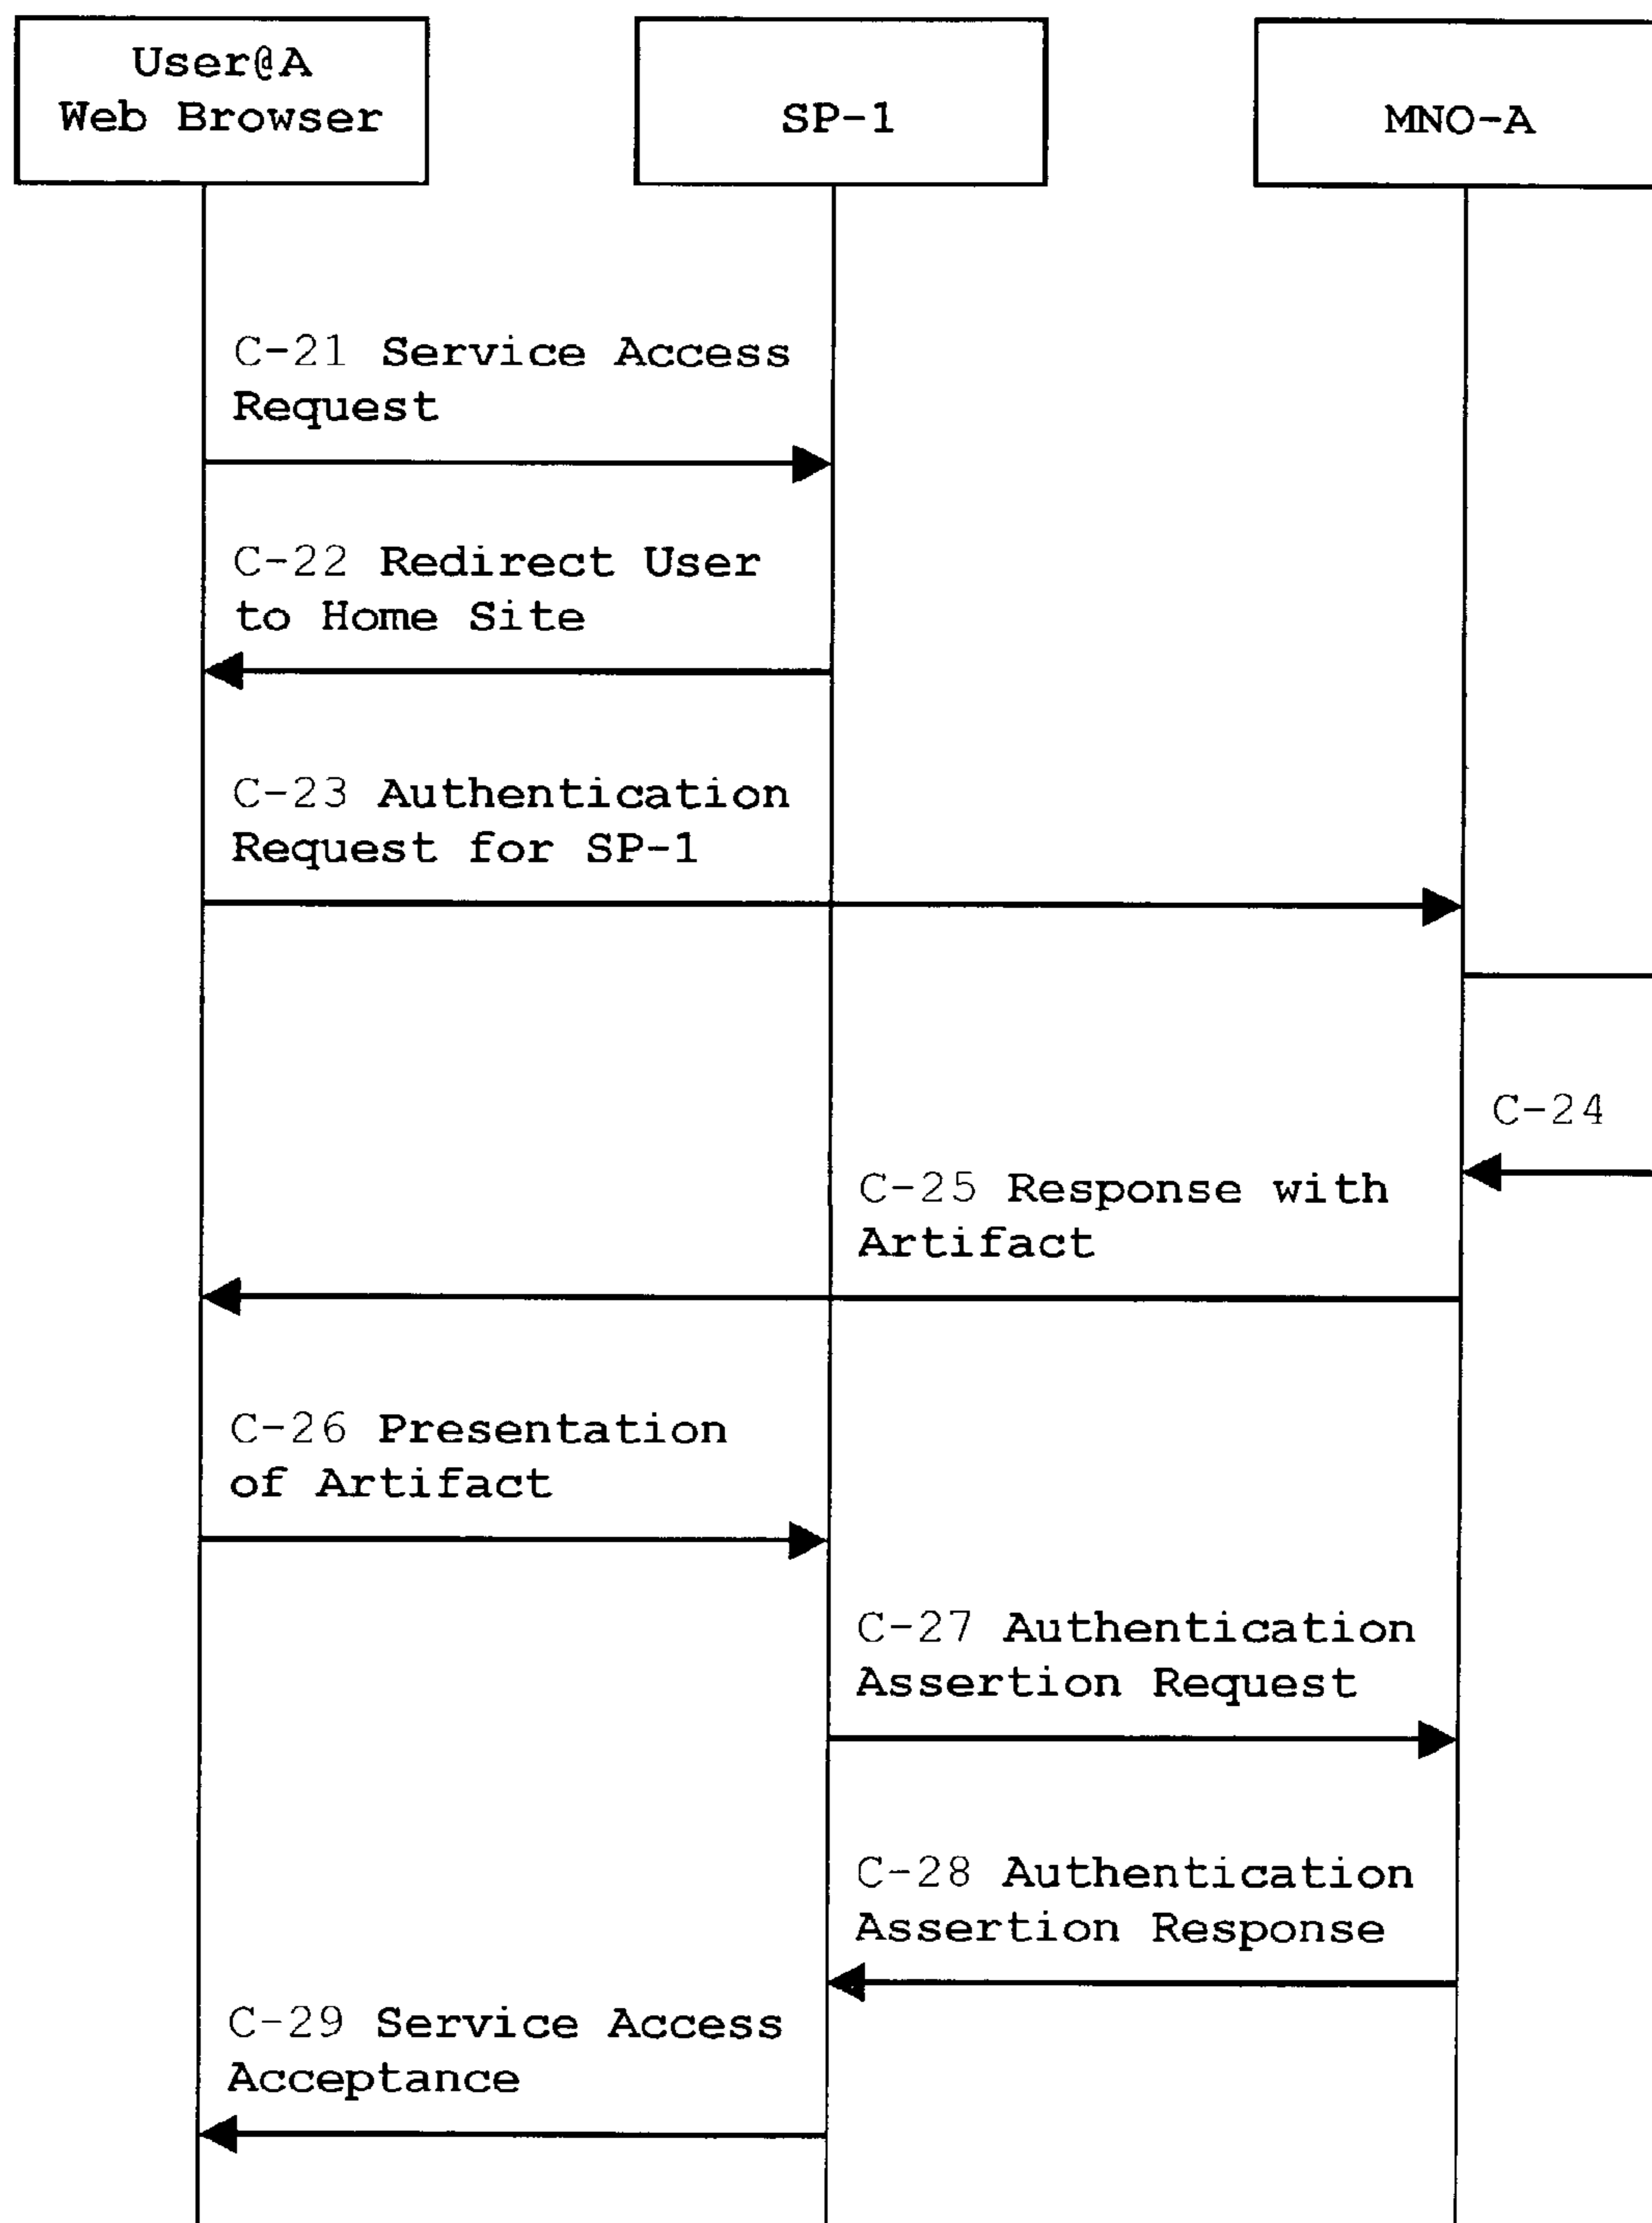 User@A
Web Browser
SP-1
MNO-A
C-21 Service Access
Request
C-22 Redirect User
to Home Site
C-23 Authentication
Request for SP-1
C-24
C-25 Response with
Artifact
C-26 Presentation
of Artifact
C-27 Authentication
Assertion Request
C-28 Authentication
Assertion Response
C-29 Service Access
Acceptance